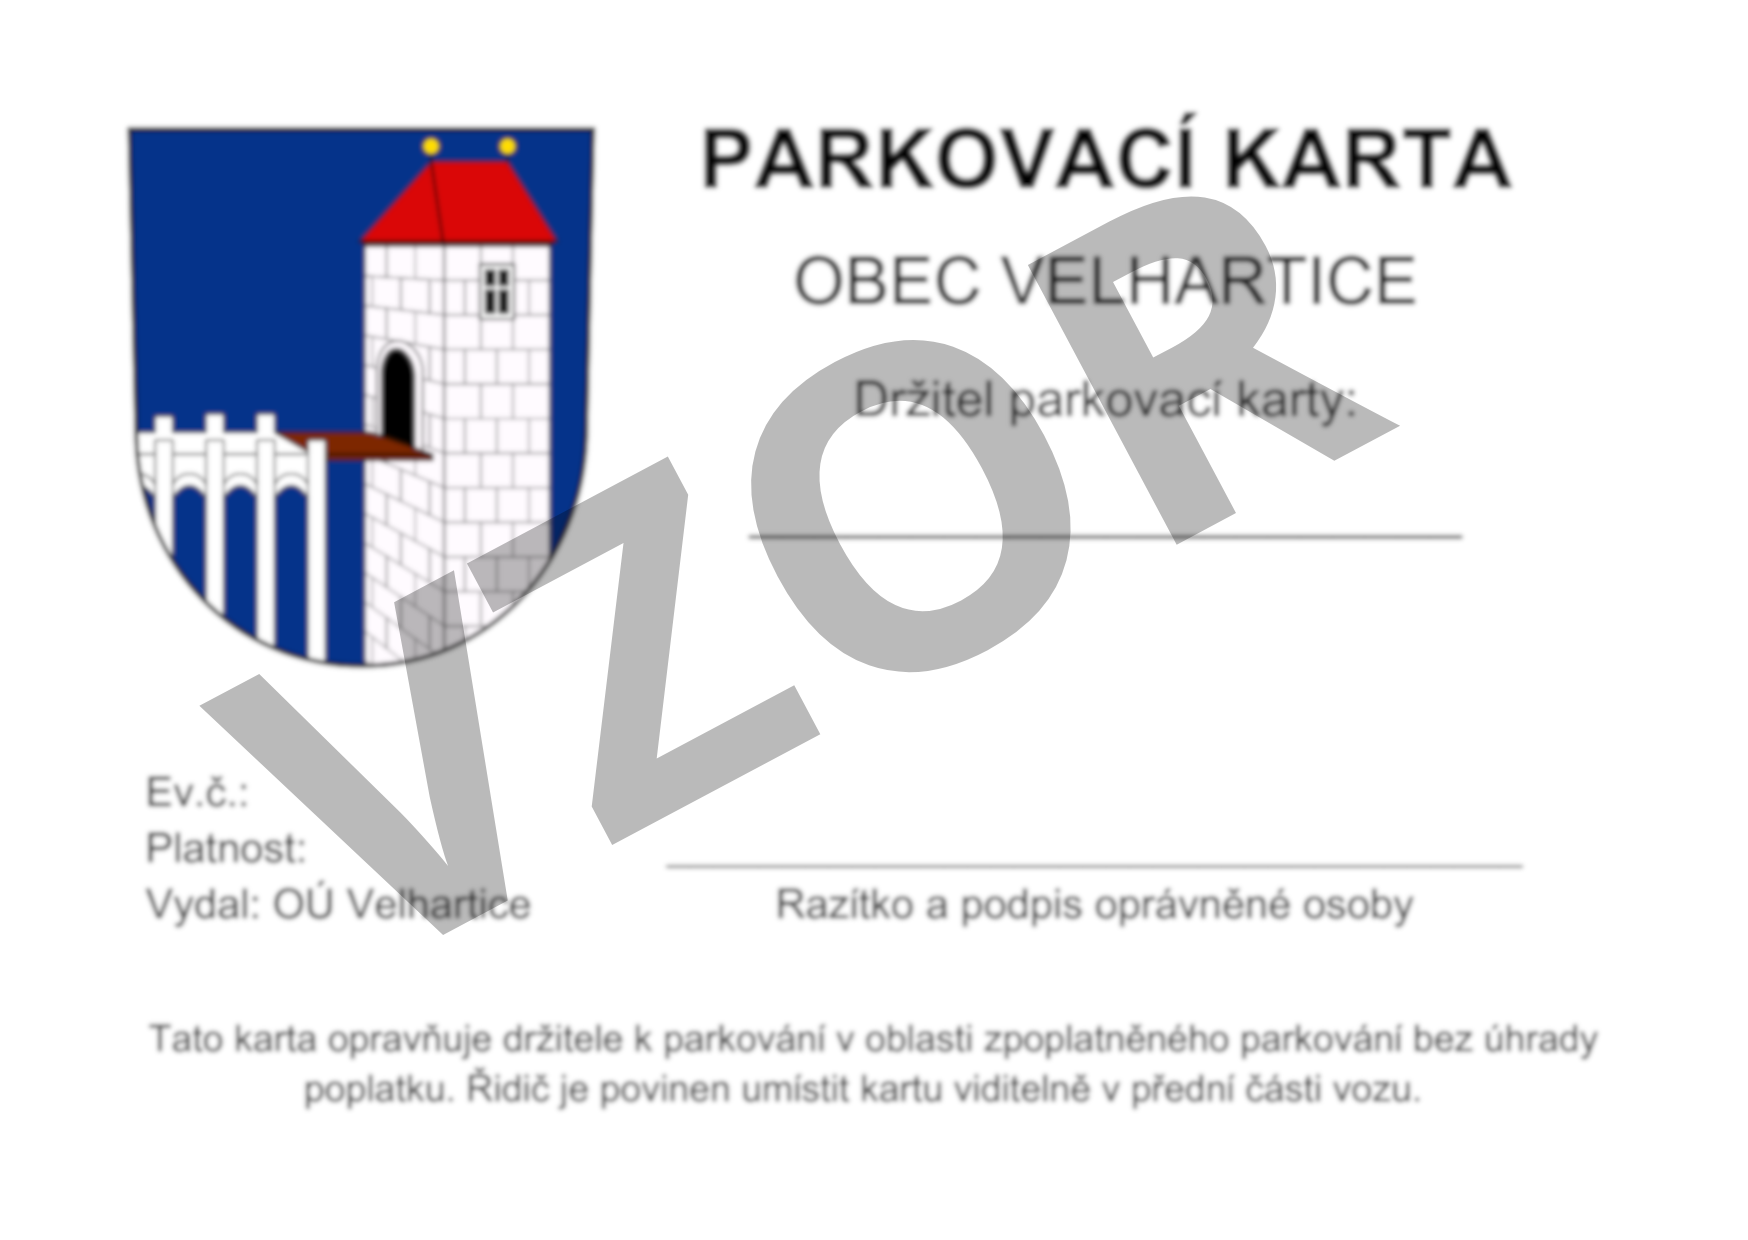 PARKOVACÍ KARTA
OBEC VELHARTICE
Držitel parkovací karty:
VZOR
Ev.č.:
Platnost:
Vydal: OÚ Velhartice
Razítko a podpis oprávněné osoby
Tato karta opravňuje držitele k parkování v oblasti zpoplatněného parkování bez úhrady
poplatku. Řidič je povinen umístit kartu viditelně v přední části vozu.